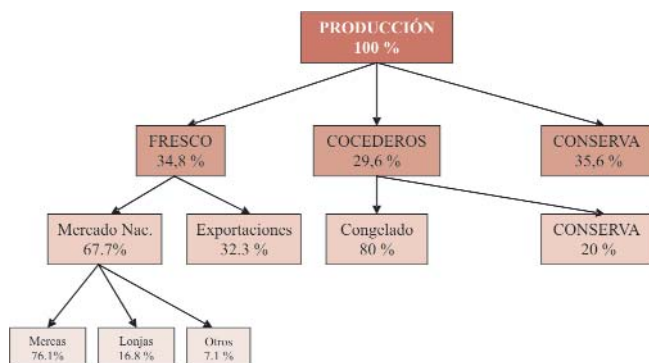 PRODUCCIÓN
100 %
FRESCO
34,8 %
COCEDEROS
29,6 %
CONSERVA
35,6 %
Mercado Nac.
67.7%
Exportaciones
32.3 %
Congelado
80 %
CONSERVA
20 %
Mercas
76.1%
Lonjas
16.8 %
Otros
7.1 %